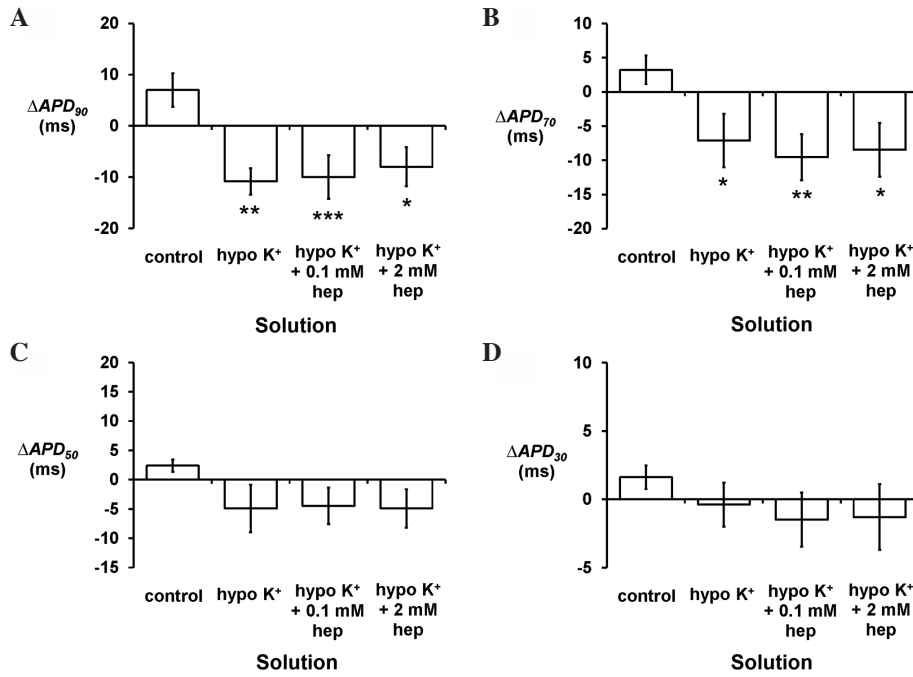 A
20
10
0
-10
-20
ΔAPD90
(ms)
**
***
*
control
hypo K+
hypo K+
+ 0.1 mM
hep
hypo K+
+ 2 mM
hep
Solution
B
10
5
0
-5
-10
-15
-20
ΔAPD70
(ms)
*
**
*
control
hypo K+
hypo K+
+ 0.1 mM
hep
hypo K+
+ 2 mM
hep
Solution
C
20
15
10
5
0
-5
-10
-15
ΔAPD50
(ms)
control
hypo K+
hypo K+
+ 0.1 mM
hep
hypo K+
+ 2 mM
hep
Solution
D
10
5
0
-5
ΔAPD30
(ms)
control
hypo K+
hypo K+
+ 0.1 mM
hep
hypo K+
+ 2 mM
hep
Solution